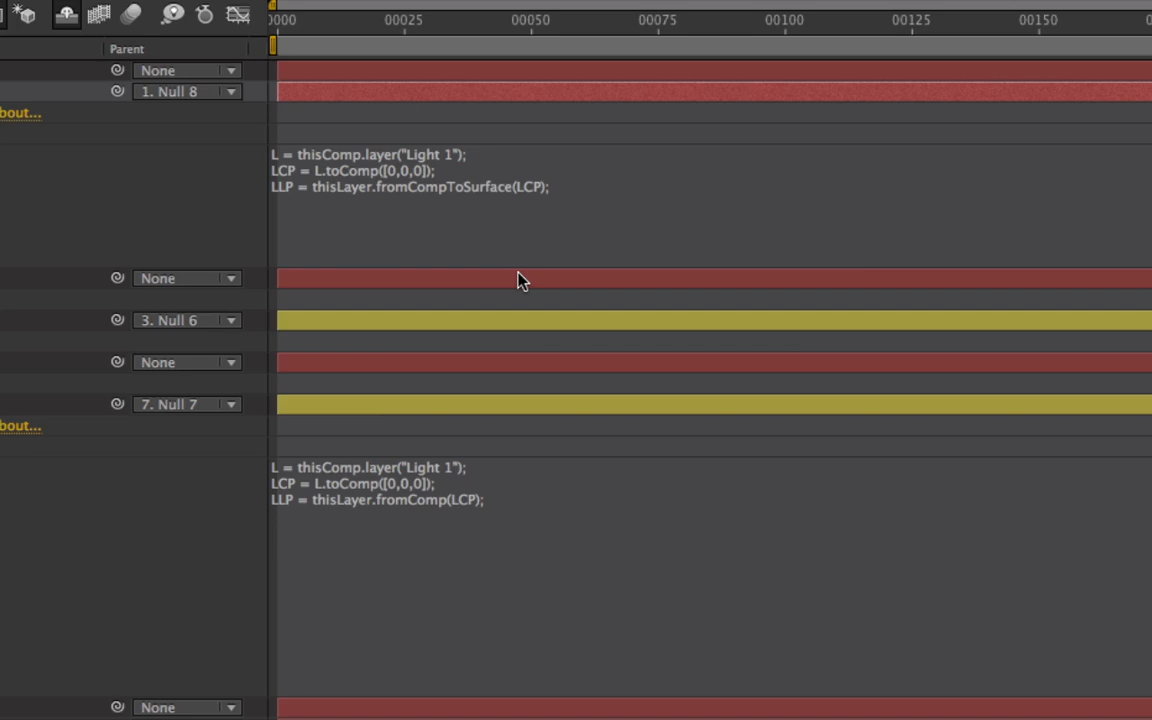 0000 00025 00050 00075 00100 00125 00150
Parent
None
1. Null 8
bout...
L = thisComp.layer("Light 1");
LCP = L.toComp([0,0,0]);
LLP = thisLayer.fromCompToSurface(LCP);
None
3. Null 6
None
7. Null 7
bout...
L = thisComp.layer("Light 1");
LCP = L.toComp([0,0,0]);
LLP = thisLayer.fromComp(LCP);
None